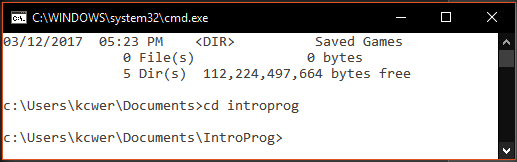 C:\WINDOWS\system32\cmd.exe
03/12/2017  05:23 PM    <DIR>          Saved Games
               0 File(s)              0 bytes
               5 Dir(s)  112,224,497,664 bytes free
c:\Users\kcwer\Documents>cd introprog
c:\Users\kcwer\Documents\IntroProg>